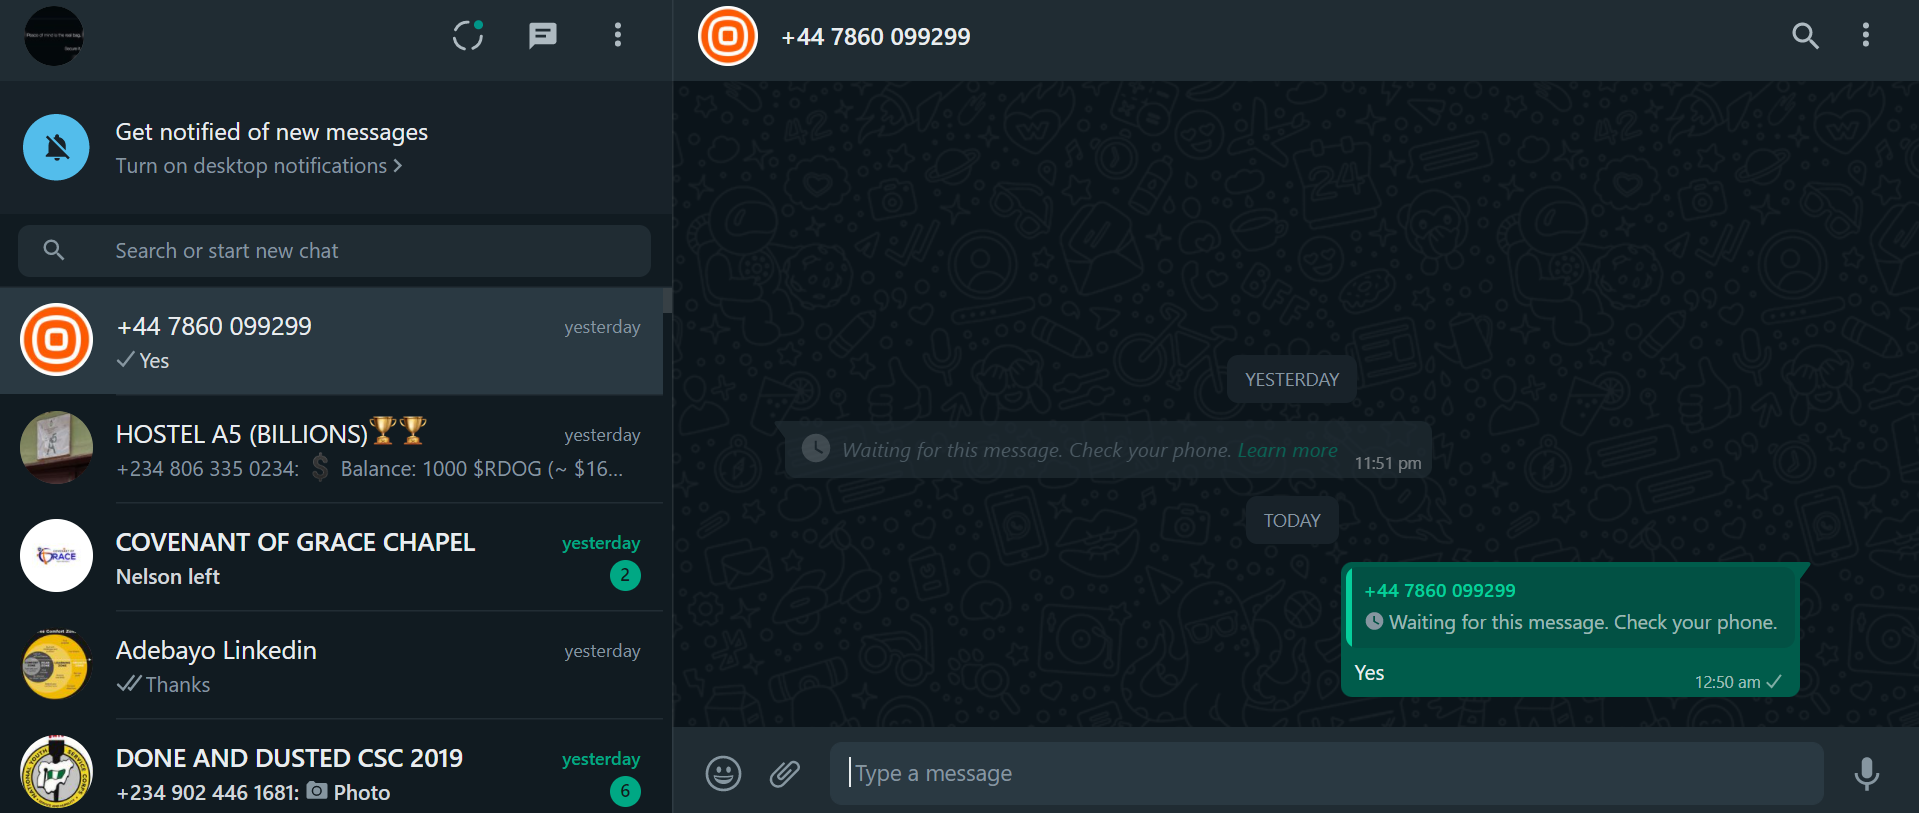 Get notified of new messages
Turn on desktop notifications
Search or start new chat
+44 7860 099299
yesterday
Yes
HOSTEL A5 (BILLIONS)🏆🏆
yesterday
+234 806 335 0234: 💲 Balance: 1000 $RDOG (~ $16...
COVENANT OF GRACE CHAPEL
yesterday
Nelson left
2
Adebayo Linkedin
yesterday
Thanks
DONE AND DUSTED CSC 2019
yesterday
+234 902 446 1681: 📷 Photo
6
+44 7860 099299
YESTERDAY
Waiting for this message. Check your phone. Learn more
11:51 pm
TODAY
+44 7860 099299
Waiting for this message. Check your phone.
Yes
12:50 am
Type a message